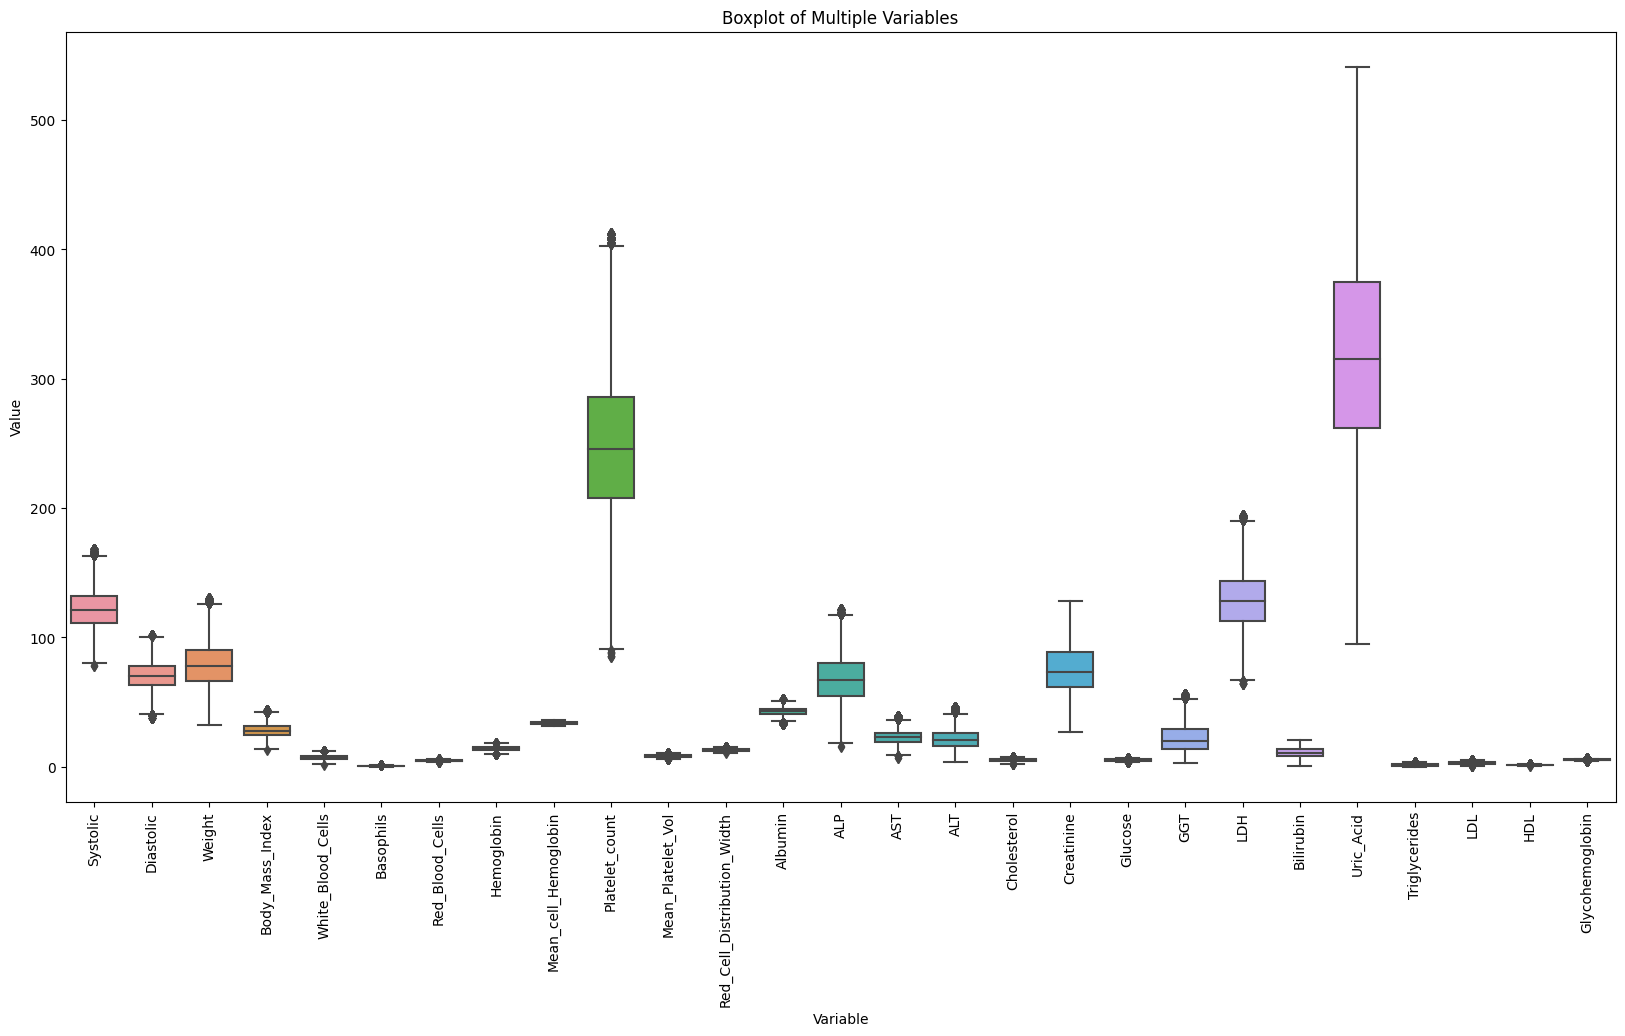 Boxplot of Multiple Variables
Value
500
400
300
200
100
0
Systolic
Diastolic
Weight
Body_Mass_Index
White_Blood_Cells
Basophils
Red_Blood_Cells
Hemoglobin
Mean_cell_Hemoglobin
Platelet_count
Mean_Platelet_Vol
Red_Cell_Distribution_Width
Albumin
ALP
AST
ALT
Cholesterol
Creatinine
Glucose
GGT
LDH
Bilirubin
Uric_Acid
Triglycerides
LDL
HDL
Glycohemoglobin
Variable